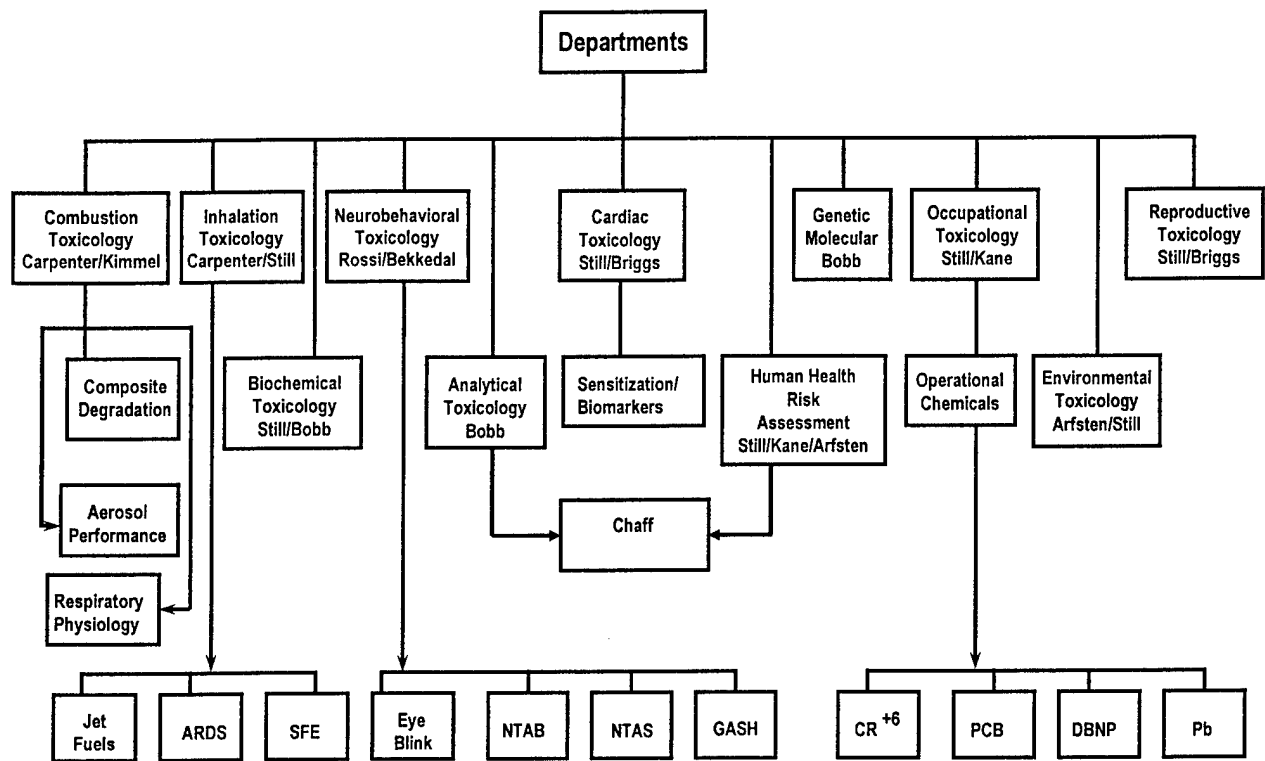 Departments
Combustion
Toxicology
Carpenter/Kimmel
Inhalation
Toxicology
Carpenter/Still
Neurobehavioral
Toxicology
Rossi/Bekkedal
Cardiac
Toxicology
Still/Briggs
Genetic
Molecular
Bobb
Occupational
Toxicology
Still/Kane
Reproductive
Toxicology
Still/Briggs
Composite
Degradation
Biochemical
Toxicology
Still/Bobb
Analytical
Toxicology
Bobb
Sensitization/
Biomarkers
Human Health
Risk
Assessment
Still/Kane/Arfsten
Operational
Chemicals
Environmental
Toxicology
Arfsten/Still
Aerosol
Performance
Chaff
Respiratory
Physiology
Jet
Fuels
ARDS
SFE
Eye
Blink
NTAB
NTAS
GASH
CR +6
PCB
DBNP
Pb